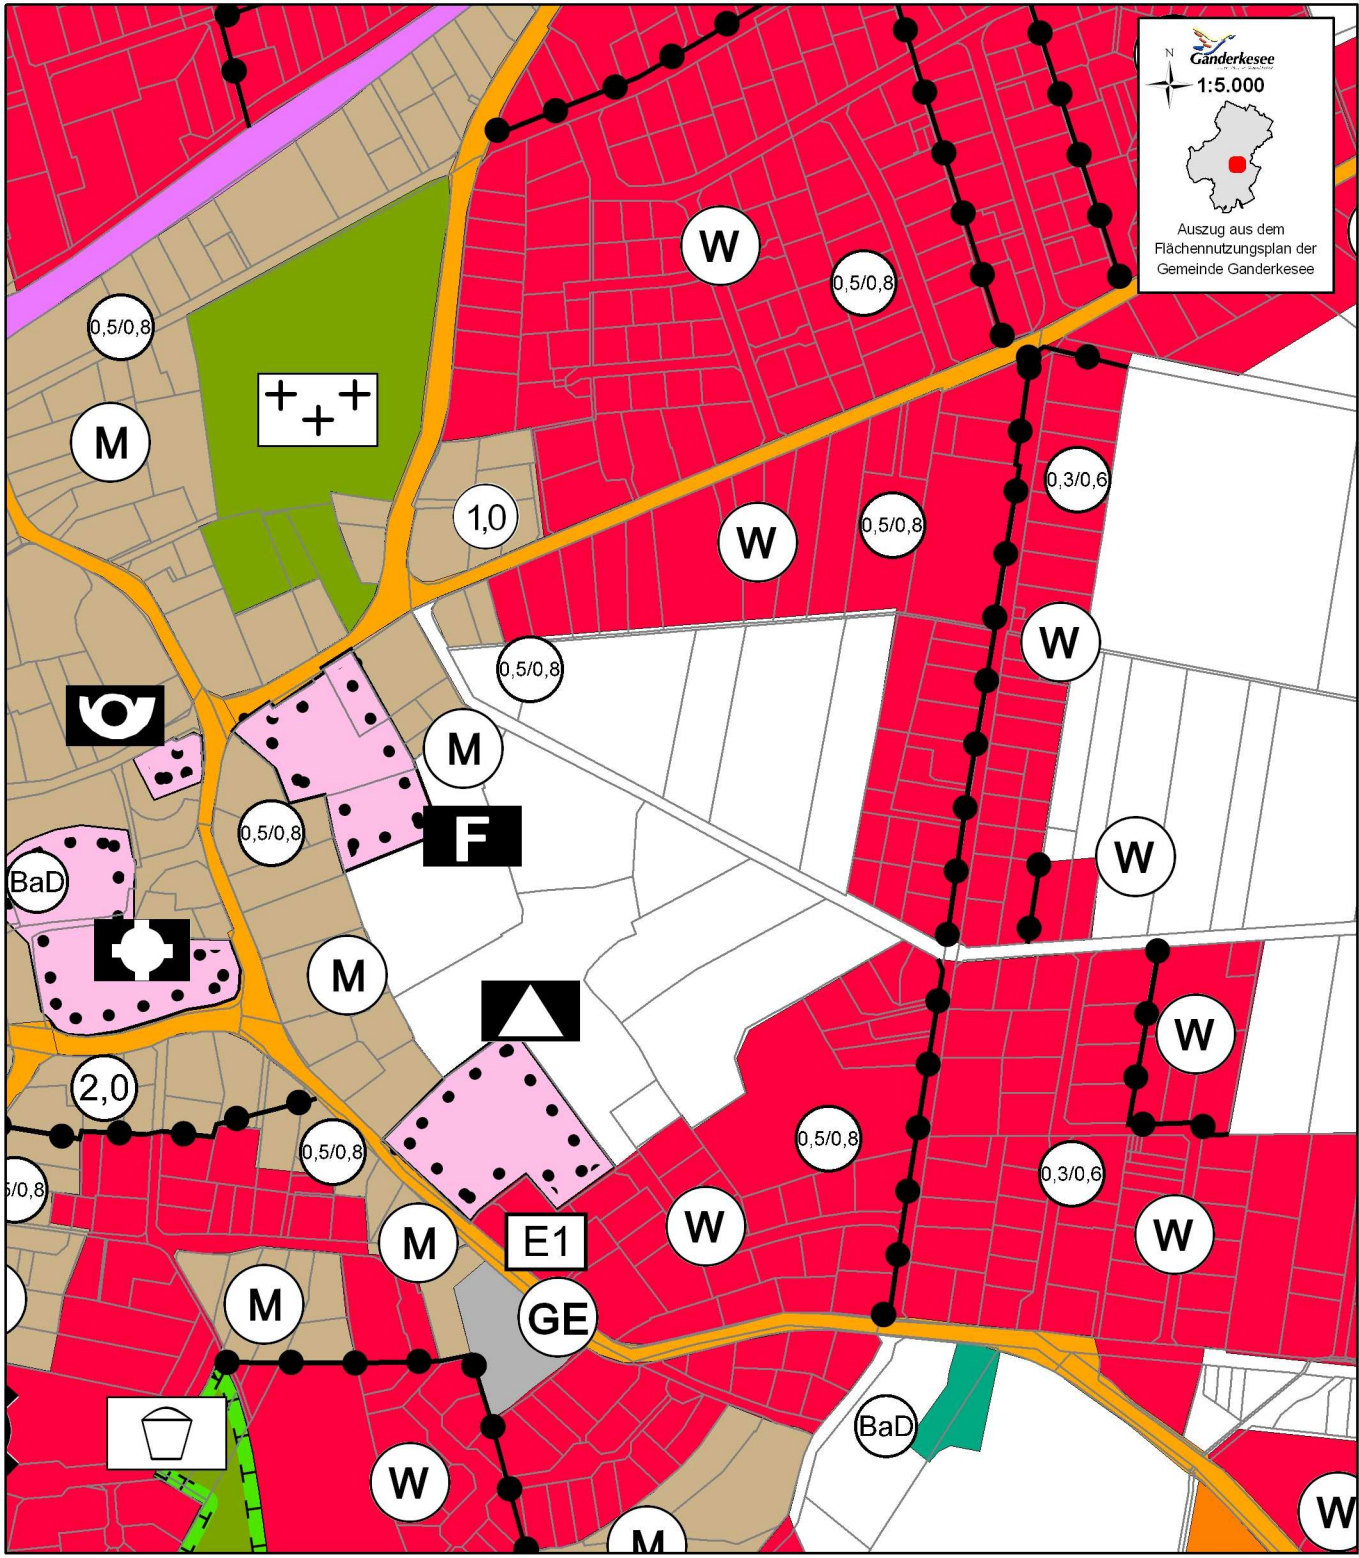 N
Ganderkesee
1:5.000
Auszug aus dem
Flächennutzungsplan der
Gemeinde Ganderkesee
W
0,5/0,8
0,5/0,8
M
1,0
W
0,5/0,8
0,3/0,6
W
0,5/0,8
M
F
0,5/0,8
W
BaD
M
W
2,0
0,5/0,8
0,5/0,8
0,3/0,6
5/0,8
M
W
W
E1
M
GE
BaD
W
W
M